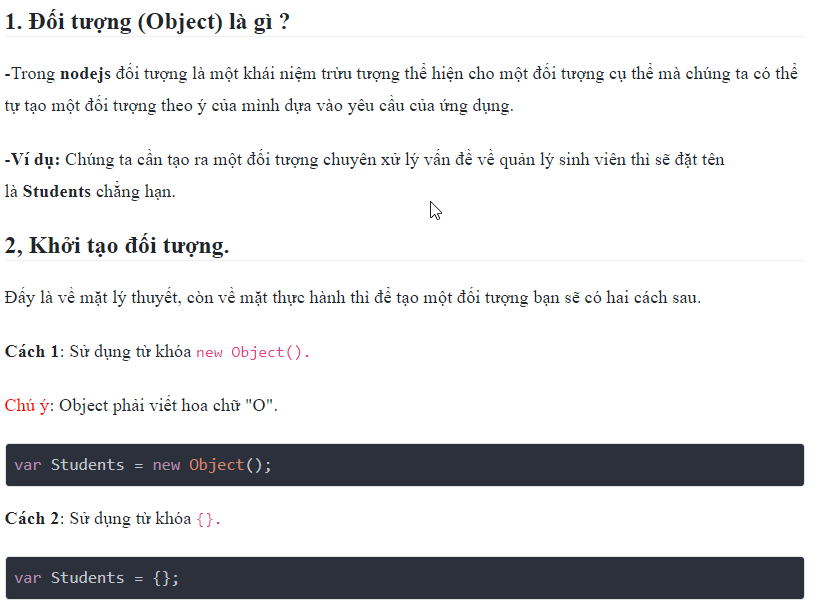 1. Đối tượng (Object) là gì ?
-Trong nodejs đối tượng là một khái niệm trừu tượng thể hiện cho một đối tượng cụ thể mà chúng ta có thể
tự tạo một đối tượng theo ý của mình dựa vào yêu cầu của ứng dụng.
-Ví dụ: Chúng ta cần tạo ra một đối tượng chuyên xử lý vấn đề về quản lý sinh viên thì sẽ đặt tên
là Students chẳng hạn.
2, Khởi tạo đối tượng.
Đấy là về mặt lý thuyết, còn về mặt thực hành thì để tạo một đối tượng bạn sẽ có hai cách sau.
Cách 1: Sử dụng từ khóa new Object().
Chú ý: Object phải viết hoa chữ "O".
var Students = new Object();
Cách 2: Sử dụng từ khóa {}.
var Students = {};